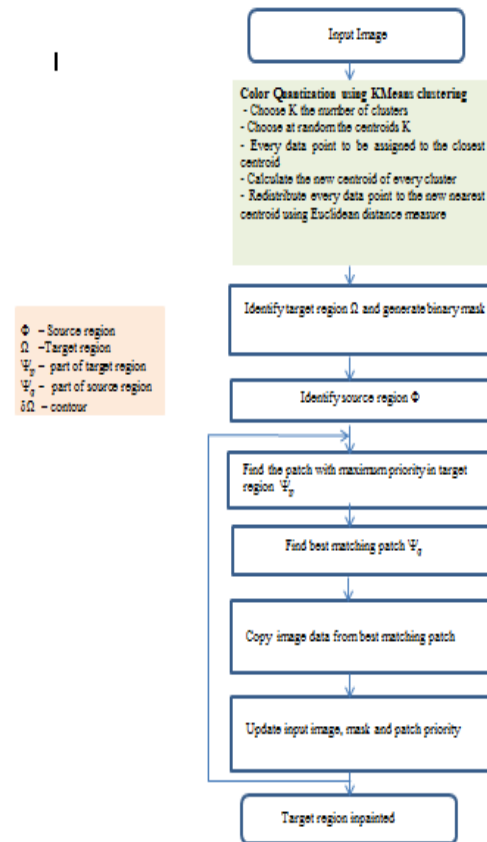 I
Input Image
Color Quantization using KMeans clustering
- Choose K the number of clusters
- Choose at random the centroids K
- Every data point to be assigned to the closest
centroid
- Calculate the new centroid of every cluster
- Redistribute every data point to the new nearest
centroid using Euclidean distance measure
Identify target region Ω and generate binary mask
Φ – Source region
Ω –Target region
Ψp – part of target region
Ψq – part of source region
δΩ – contour
Identify source region Φ
Find the patch with maximum priority in target
region Ψp
Find best matching patch Ψq
Copy image data from best matching patch
Update input image, mask and patch priority
Target region inpainted